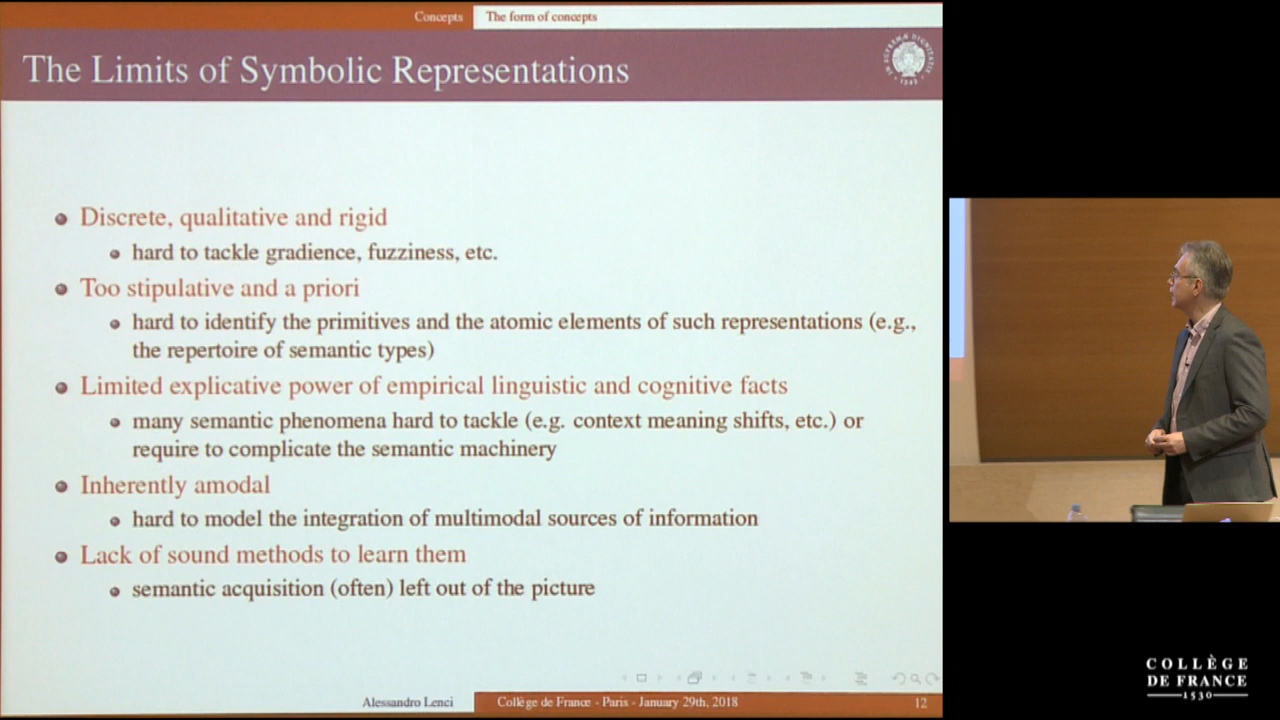 Concepts The form of concepts
The Limits of Symbolic Representations
Discrete, qualitative and rigid
hard to tackle gradience, fuzziness, etc.
Too stipulative and a priori
hard to identify the primitives and the atomic elements of such representations (e.g.,
the repertoire of semantic types)
Limited explicative power of empirical linguistic and cognitive facts
many semantic phenomena hard to tackle (e.g. context meaning shifts, etc.) or
require to complicate the semantic machinery
Inherently amodal
hard to model the integration of multimodal sources of information
Lack of sound methods to learn them
semantic acquisition (often) left out of the picture
Alessandro Lenci Collège de France - Paris - January 29th, 2018 12
COLLÈGE
DE FRANCE
1530